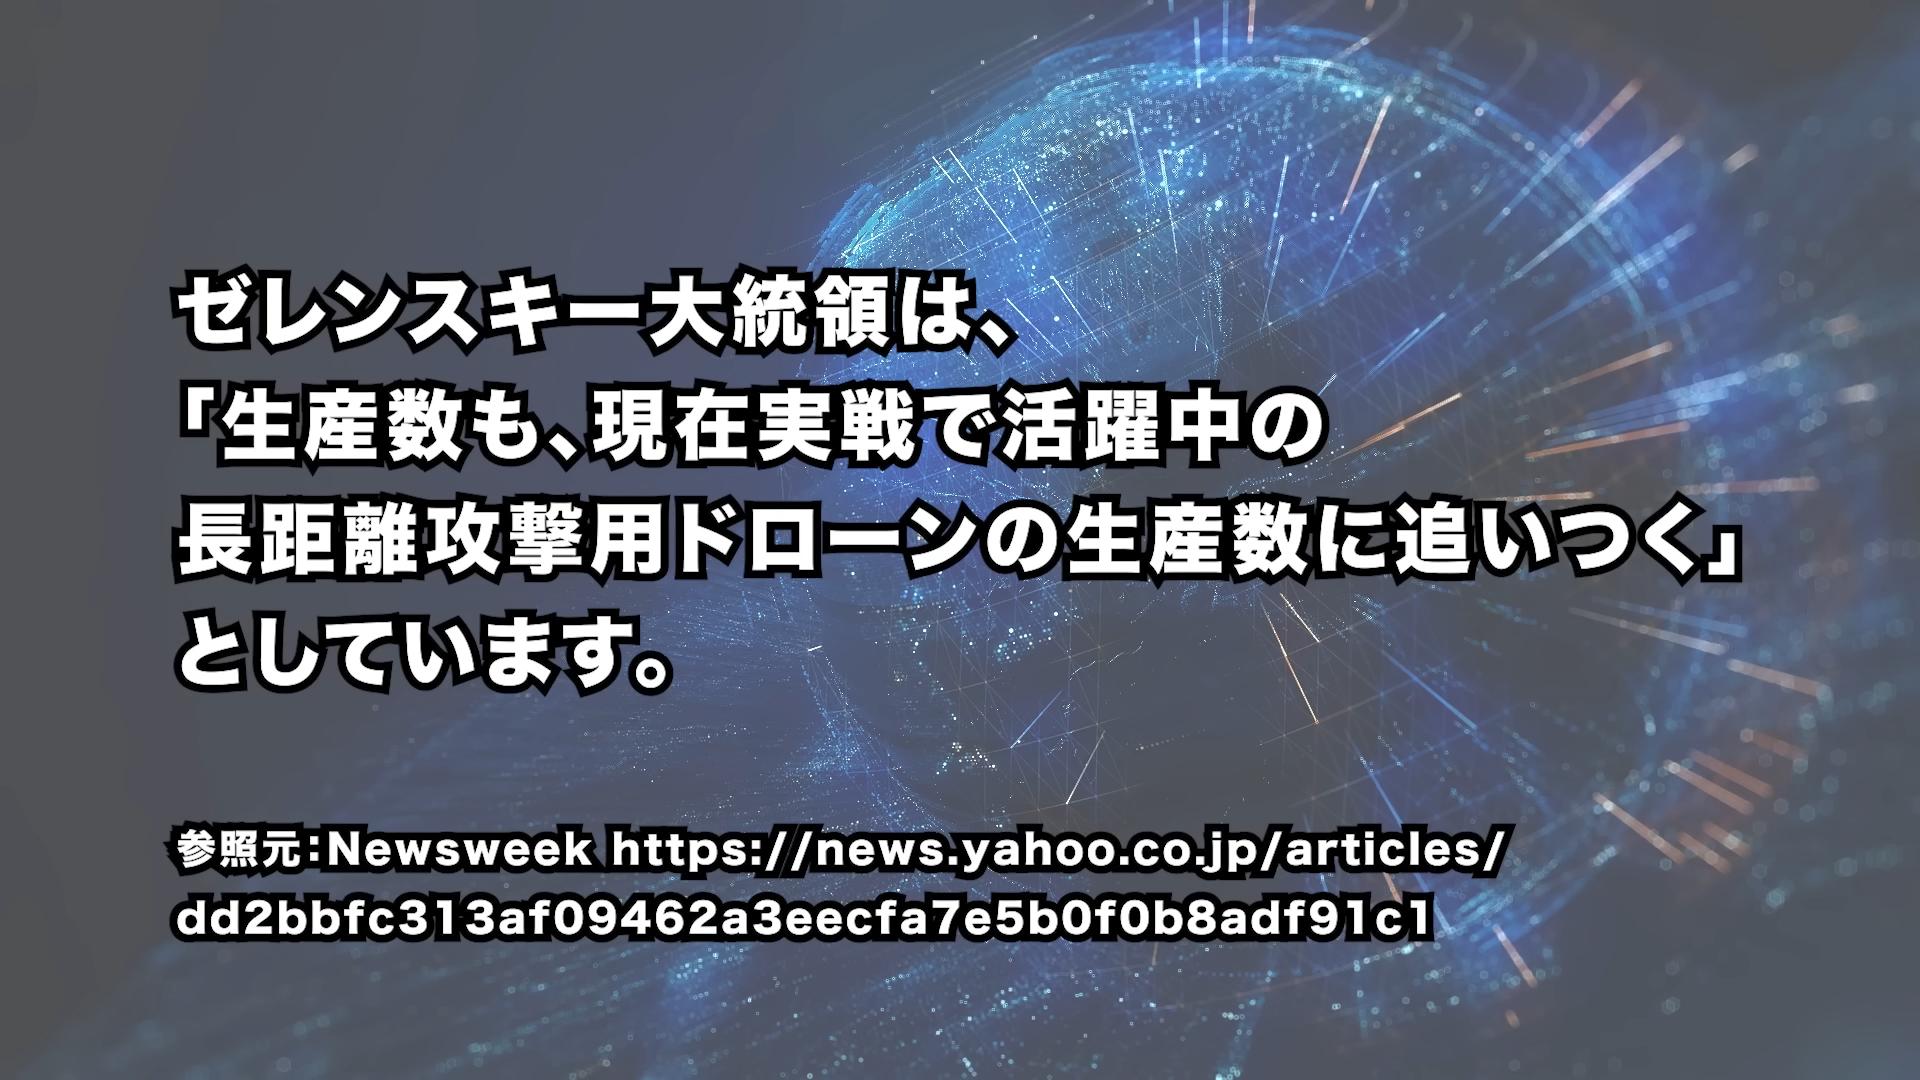 ゼレンスキー大統領は、
「生産数も、現在実戦で活躍中の
長距離攻撃用ドローンの生産数に追いつく」
としています。
参照元：Newsweek https://news.yahoo.co.jp/articles/
dd2bbfc313af09462a3eecfa7e5b0f0b8adf91c1